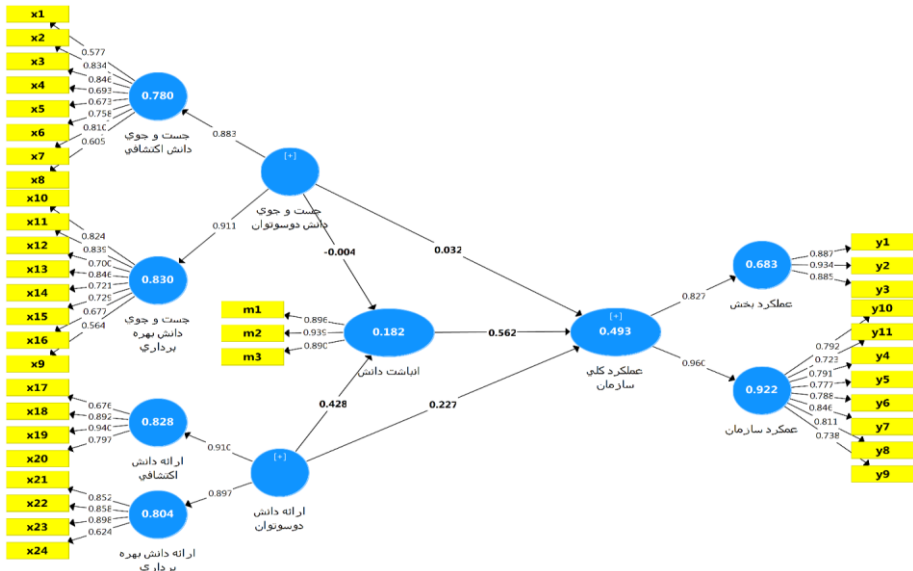 x1
x2
x3
x4
x5
x6
x7
x8
0.577
0.834
0.846
0.693
0.673
0.758
0.810
0.605
0.780
جست و جوي
دانش اکتشافي
0.883
[+]
جست و جوي
دانش دوسوتوان
x10
x11
x12
x13
x14
x15
x16
x9
0.824
0.839
0.700
0.846
0.721
0.729
0.677
0.564
0.830
جست و جوي
دانش بهره
برداري
0.911
-0.004
0.032
m1
m2
m3
0.896
0.939
0.890
0.182
انباشت دانش
0.562
[+]
0.493
عملکرد کلي
سازمان
0.827
0.683
عملکرد بخش
0.887
0.934
0.885
y1
y2
y3
0.960
0.922
عمکرد سازمان
0.792
0.723
0.791
0.777
0.788
0.846
0.811
0.738
y10
y11
y4
y5
y6
y7
y8
y9
x17
x18
x19
x20
0.676
0.892
0.940
0.797
0.828
ارائه دانش
اکتشافي
0.910
0.428
0.227
[+]
ارائه دانش
دوسوتوان
0.897
x21
x22
x23
x24
0.852
0.858
0.898
0.624
0.804
ارائه دانش بهره
برداري